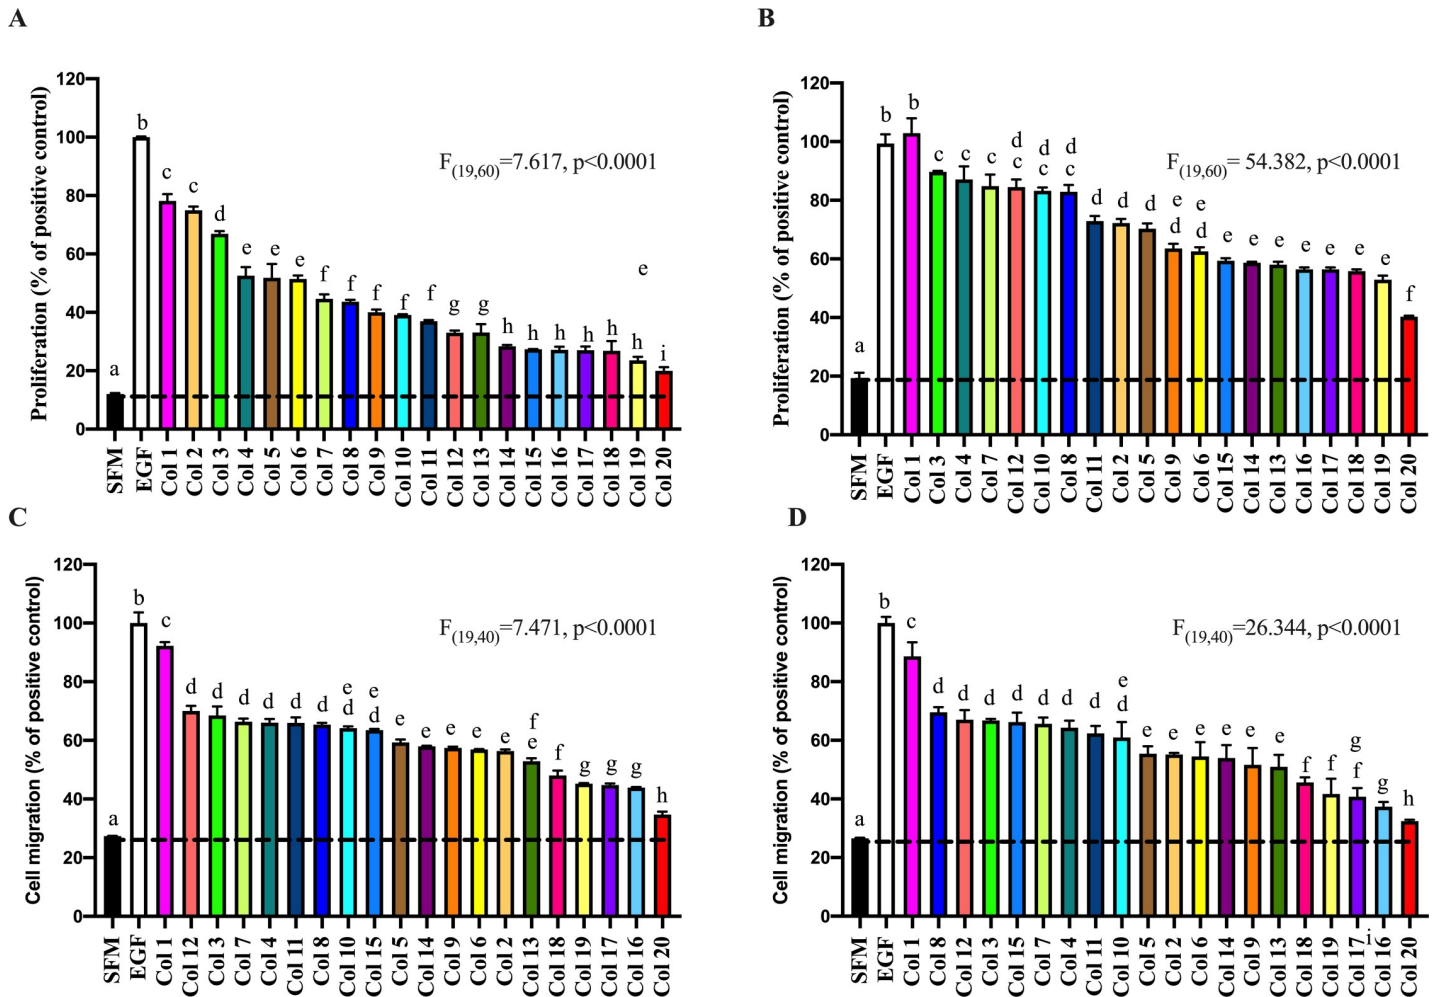 A
Proliferation (% of positive control)
120
100
80
60
40
20
0
F(19,60)=7.617, p<0.0001
a b c c d e e e f f f f f g g h h h h h h i
e
SFM EGF Col 1 Col 2 Col 3 Col 4 Col 5 Col 6 Col 7 Col 8 Col 9 Col 10 Col 11 Col 12 Col 13 Col 14 Col 15 Col 16 Col 17 Col 18 Col 19 Col 20
B
Proliferation (% of positive control)
120
100
80
60
40
20
0
F(19,60)= 54.382, p<0.0001
d d d e e
a b b c c c c c c d d d d d e e e e e e e f
SFM EGF Col 1 Col 3 Col 4 Col 7 Col 12 Col 10 Col 8 Col 11 Col 2 Col 5 Col 9 Col 6 Col 15 Col 14 Col 13 Col 16 Col 17 Col 18 Col 19 Col 20
C
Cell migration (% of positive control)
120
100
80
60
40
20
0
F(19,40)=7.471, p<0.0001
e e f
a b c d d d d d d d d e e e e e e f g g g h
SFM EGF Col 1 Col 12 Col 3 Col 7 Col 4 Col 11 Col 8 Col 10 Col 15 Col 5 Col 14 Col 9 Col 6 Col 2 Col 13 Col 18 Col 19 Col 17 Col 16 Col 20
D
Cell migration (% of positive control)
120
100
80
60
40
20
0
F(19,40)=26.344, p<0.0001
e g
a b c d d d d d d d d e e e e e e f f f g h
SFM EGF Col 1 Col 8 Col 12 Col 3 Col 15 Col 7 Col 4 Col 11 Col 10 Col 5 Col 2 Col 6 Col 14 Col 9 Col 13 Col 18 Col 19 Col 17 Col 16 Col 20
i